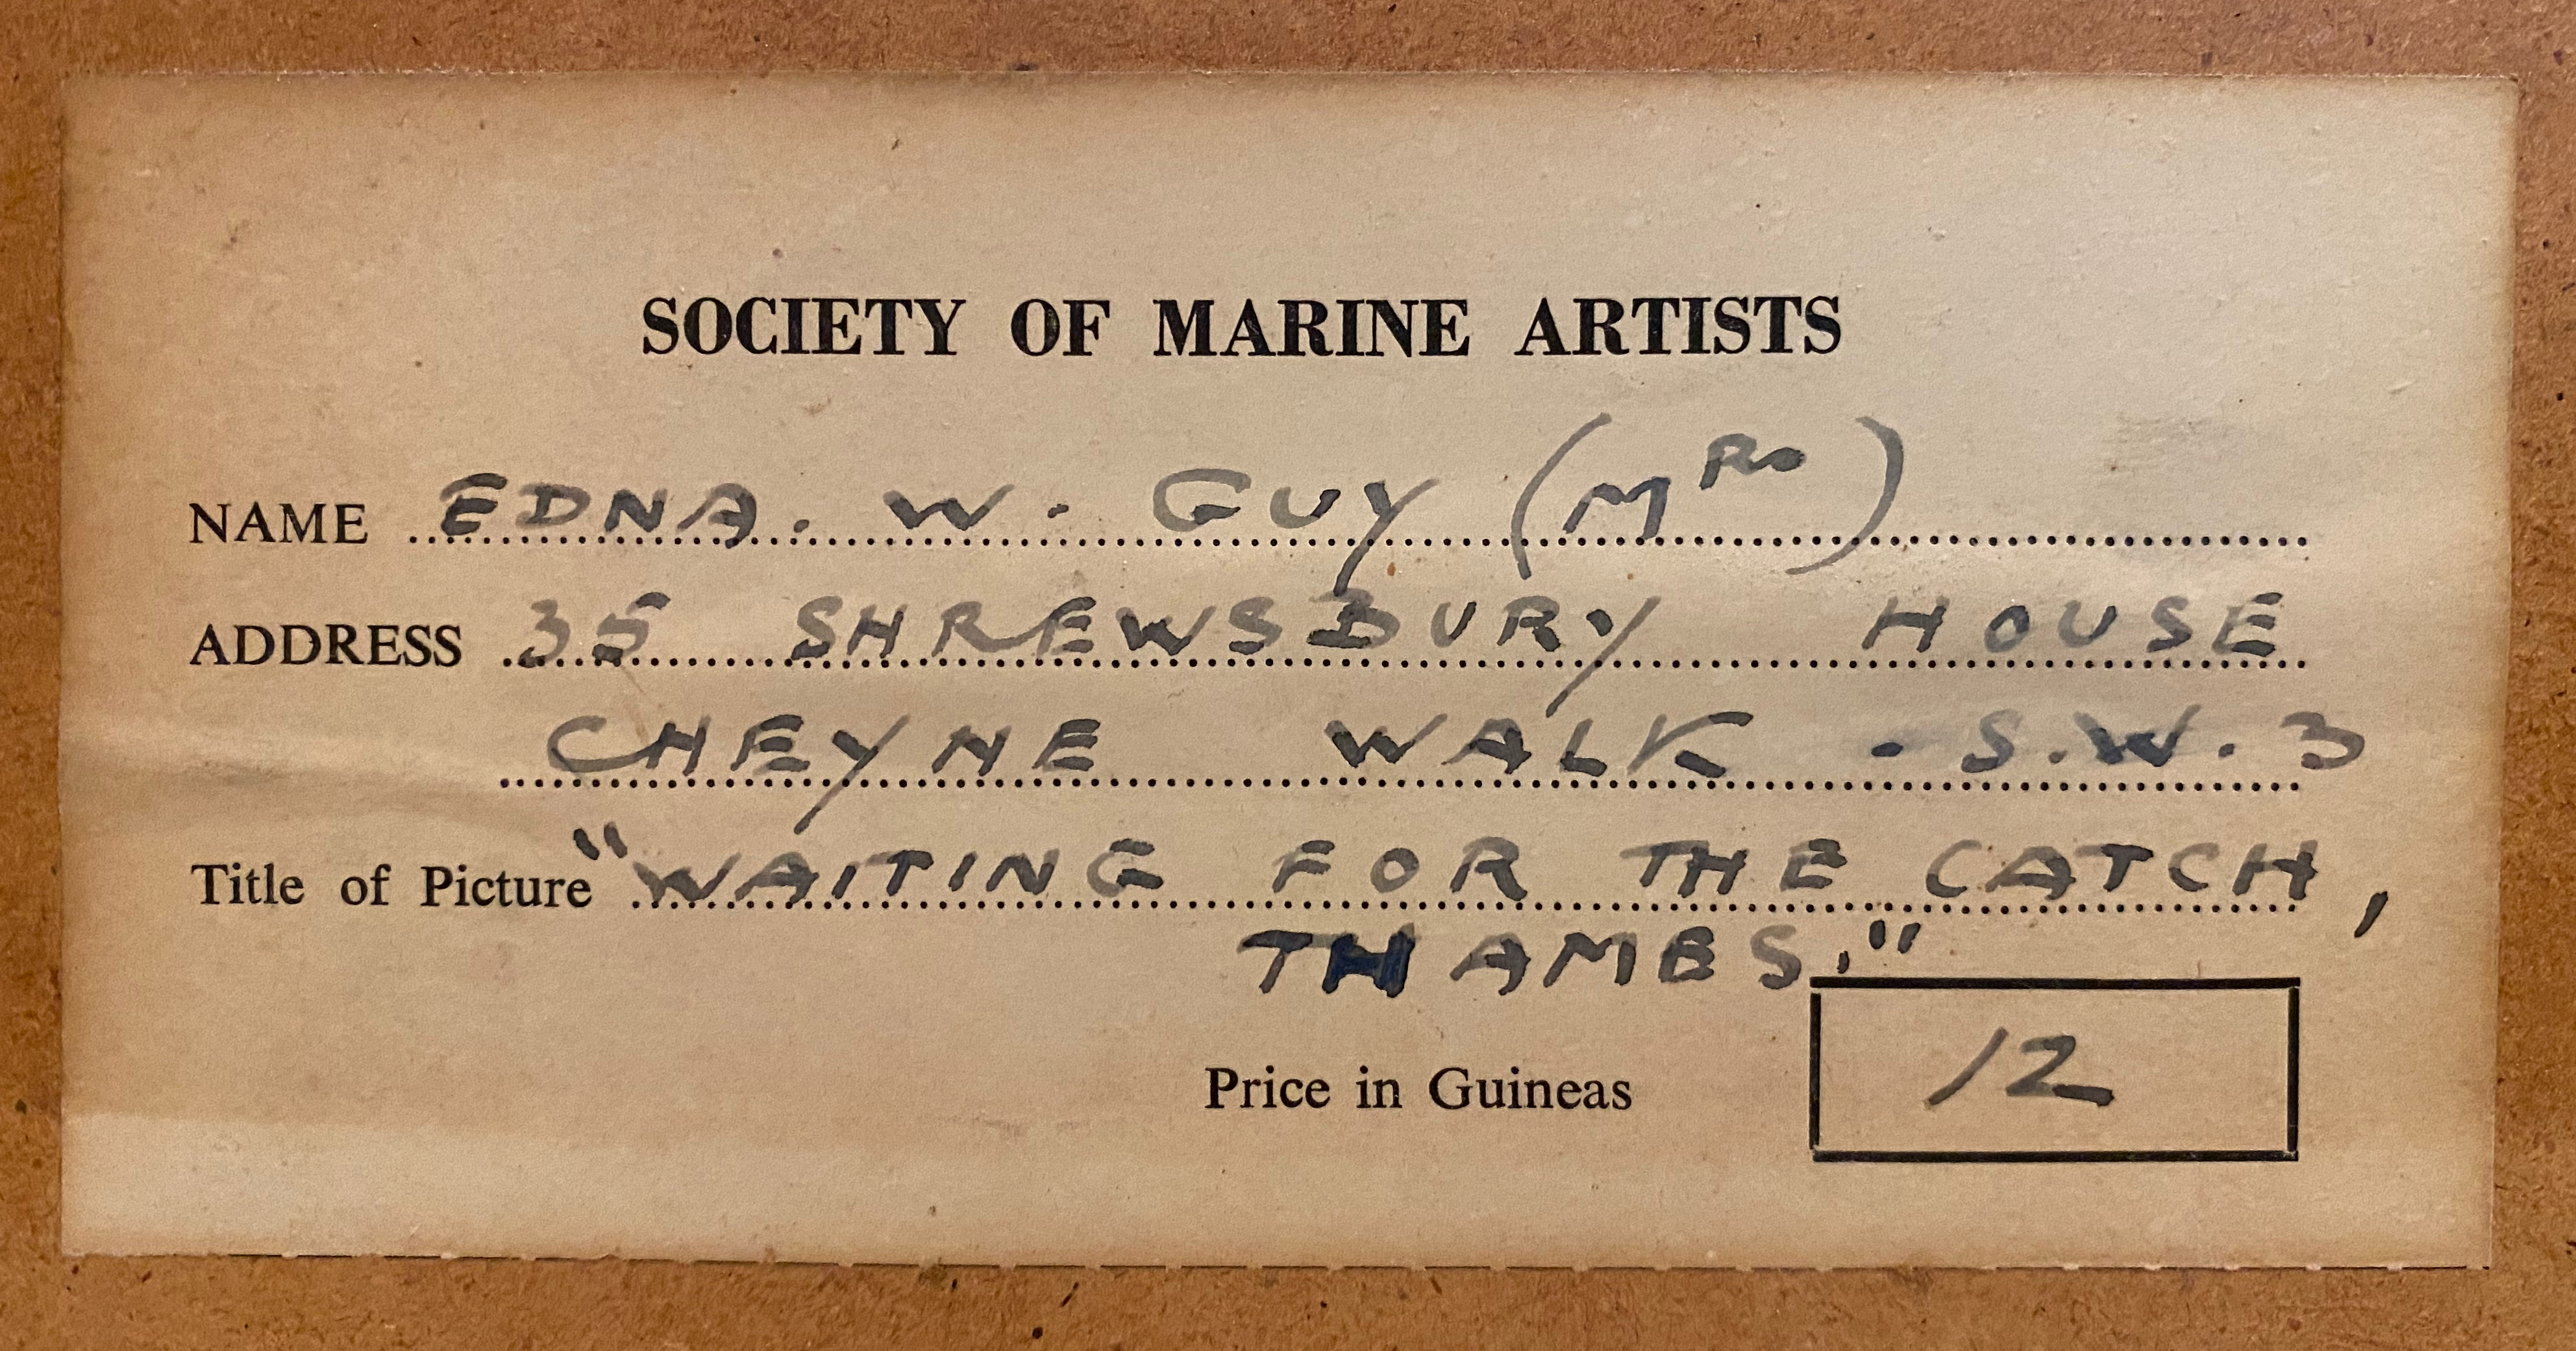 SOCIETY OF MARINE ARTISTS
NAME EDNA. W. GUY (MRS)
ADDRESS 35 SHREWSBURY HOUSE
CHEYNE WALK . S.W. 3
Title of Picture "WAITING FOR THE CATCH,
THAMES."
Price in Guineas 12